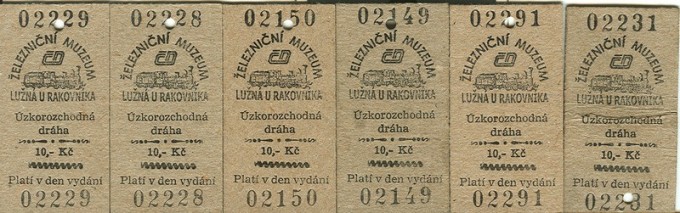 02229 02228 02150 02149 02291 02231
ŽELEZNIČNÍ MUZEUM ŽELEZNIČNÍ MUZEUM ŽELEZNIČNÍ MUZEUM ŽELEZNIČNÍ MUZEUM ŽELEZNIČNÍ MUZEUM ŽELEZNIČNÍ MUZEUM
ČD ČD ČD ČD ČD ČD
LUŽNÁ U RAKOVNÍKA LUŽNÁ U RAKOVNÍKA LUŽNÁ U RAKOVNÍKA LUŽNÁ U RAKOVNÍKA LUŽNÁ U RAKOVNÍKA LUŽNÁ U RAKOVNÍKA
Úzkorozchodná Úzkorozchodná Úzkorozchodná Úzkorozchodná Úzkorozchodná Úzkorozchodná
dráha dráha dráha dráha dráha dráha
10,- Kč 10,- Kč 10,- Kč 10,- Kč 10,- Kč 10,- Kč
Platí v den vydání Platí v den vydání Platí v den vydání Platí v den vydání Platí v den vydání Platí v den vydání
02229 02228 02150 02149 02291 02231